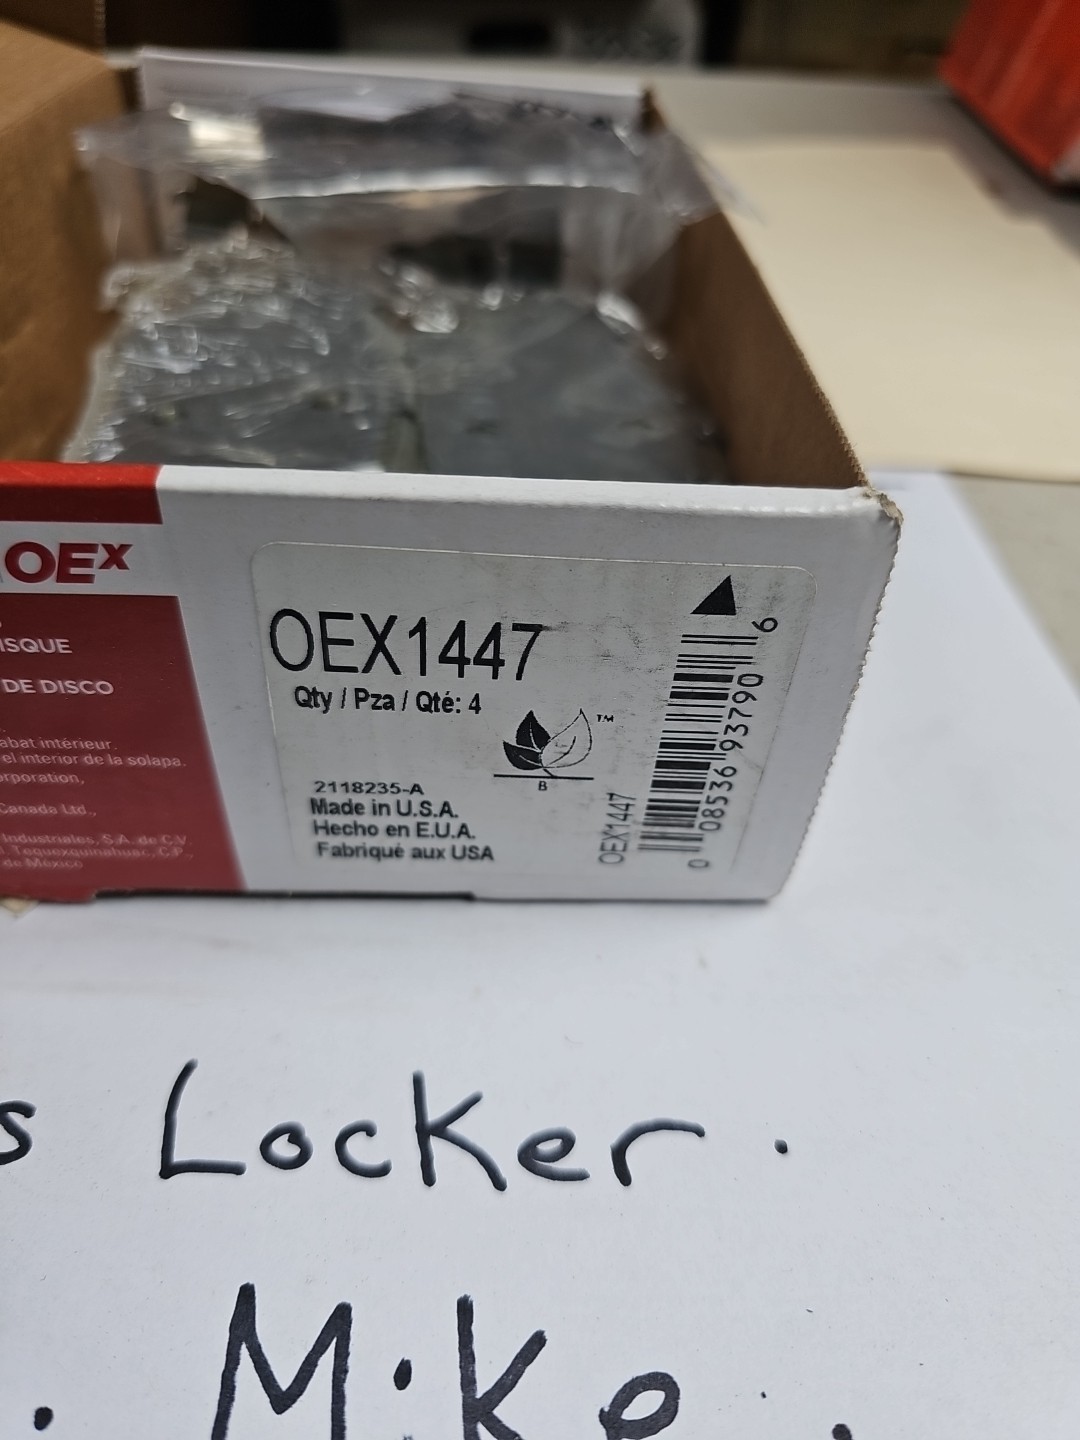 OEX
ISQUE
DE DISCO
abat intérieur.
el interior de la solapa.
orporation,
Canada Ltd.,
Industriales, S.A. de C.V.
Tequexquinahuac, C.P.,
de México
OEX1447
Qty / Pza / Qté: 4
TM
B
2118235-A
Made in U.S.A.
Hecho en E.U.A.
Fabriqué aux USA
OEX1447
0 08536 93790 6
s Locker.
. Mike.